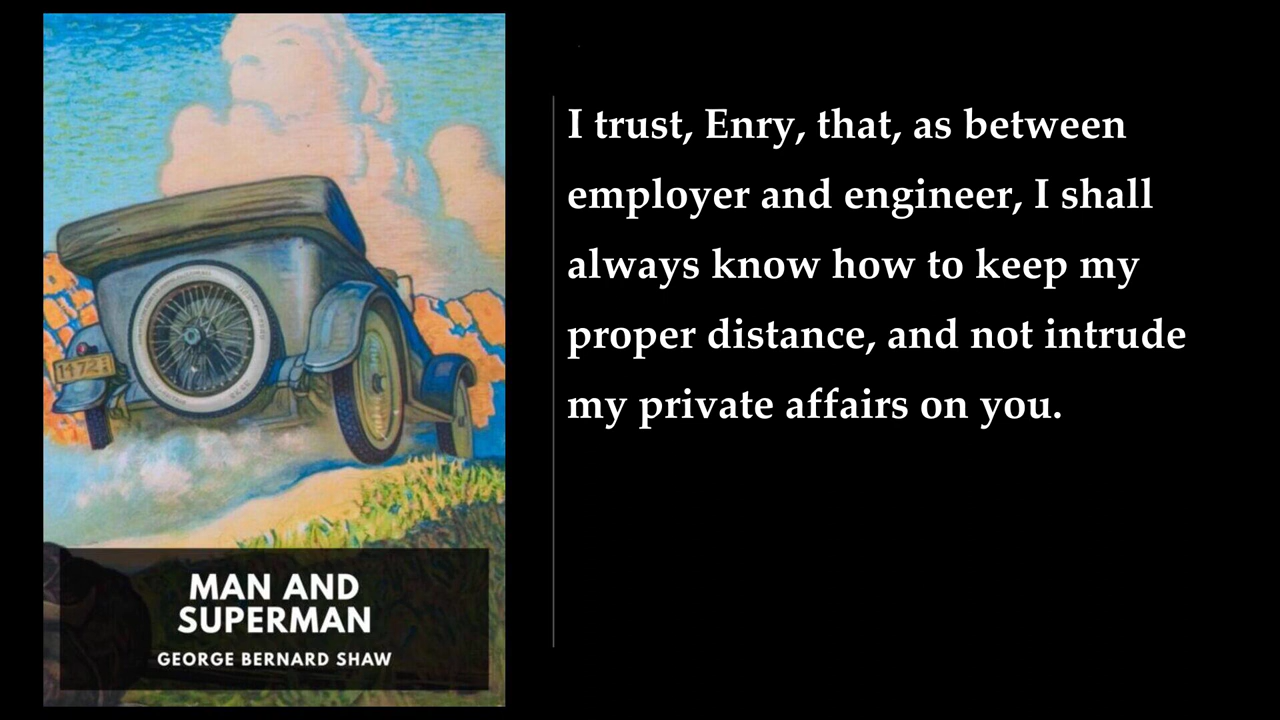 I trust, Enry, that, as between
employer and engineer, I shall
always know how to keep my
proper distance, and not intrude
my private affairs on you.
1472
MAN AND
SUPERMAN
GEORGE BERNARD SHAW